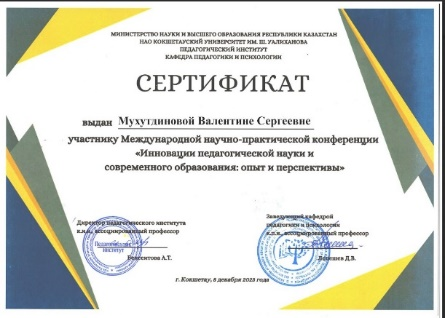 МИНИСТЕРСТВО НАУКИ И ВЫСШЕГО ОБРАЗОВАНИЯ РЕСПУБЛИКИ КАЗАХСТАН
НАО КОКШЕТАУСКИЙ УНИВЕРСИТЕТ ИМ. Ш. УАЛИХАНОВА
ПЕДАГОГИЧЕСКИЙ ИНСТИТУТ
КАФЕДРА ПЕДАГОГИКИ И ПСИХОЛОГИИ
СЕРТИФИКАТ
выдан Мухутдиновой Валентине Сергеевне
участнику Международной научно-практической конференции
«Инновации педагогической науки и
современного образования: опыт и перспективы»
Директор педагогического института
к.п.н., ассоциированный профессор
Педагогический
институт
А.Т.
Заведующий кафедрой
педагогики и психологии
к.п.н., ассоциированный профессор
Д.В.
г. Кокшетау, 8 декабря 2023 года